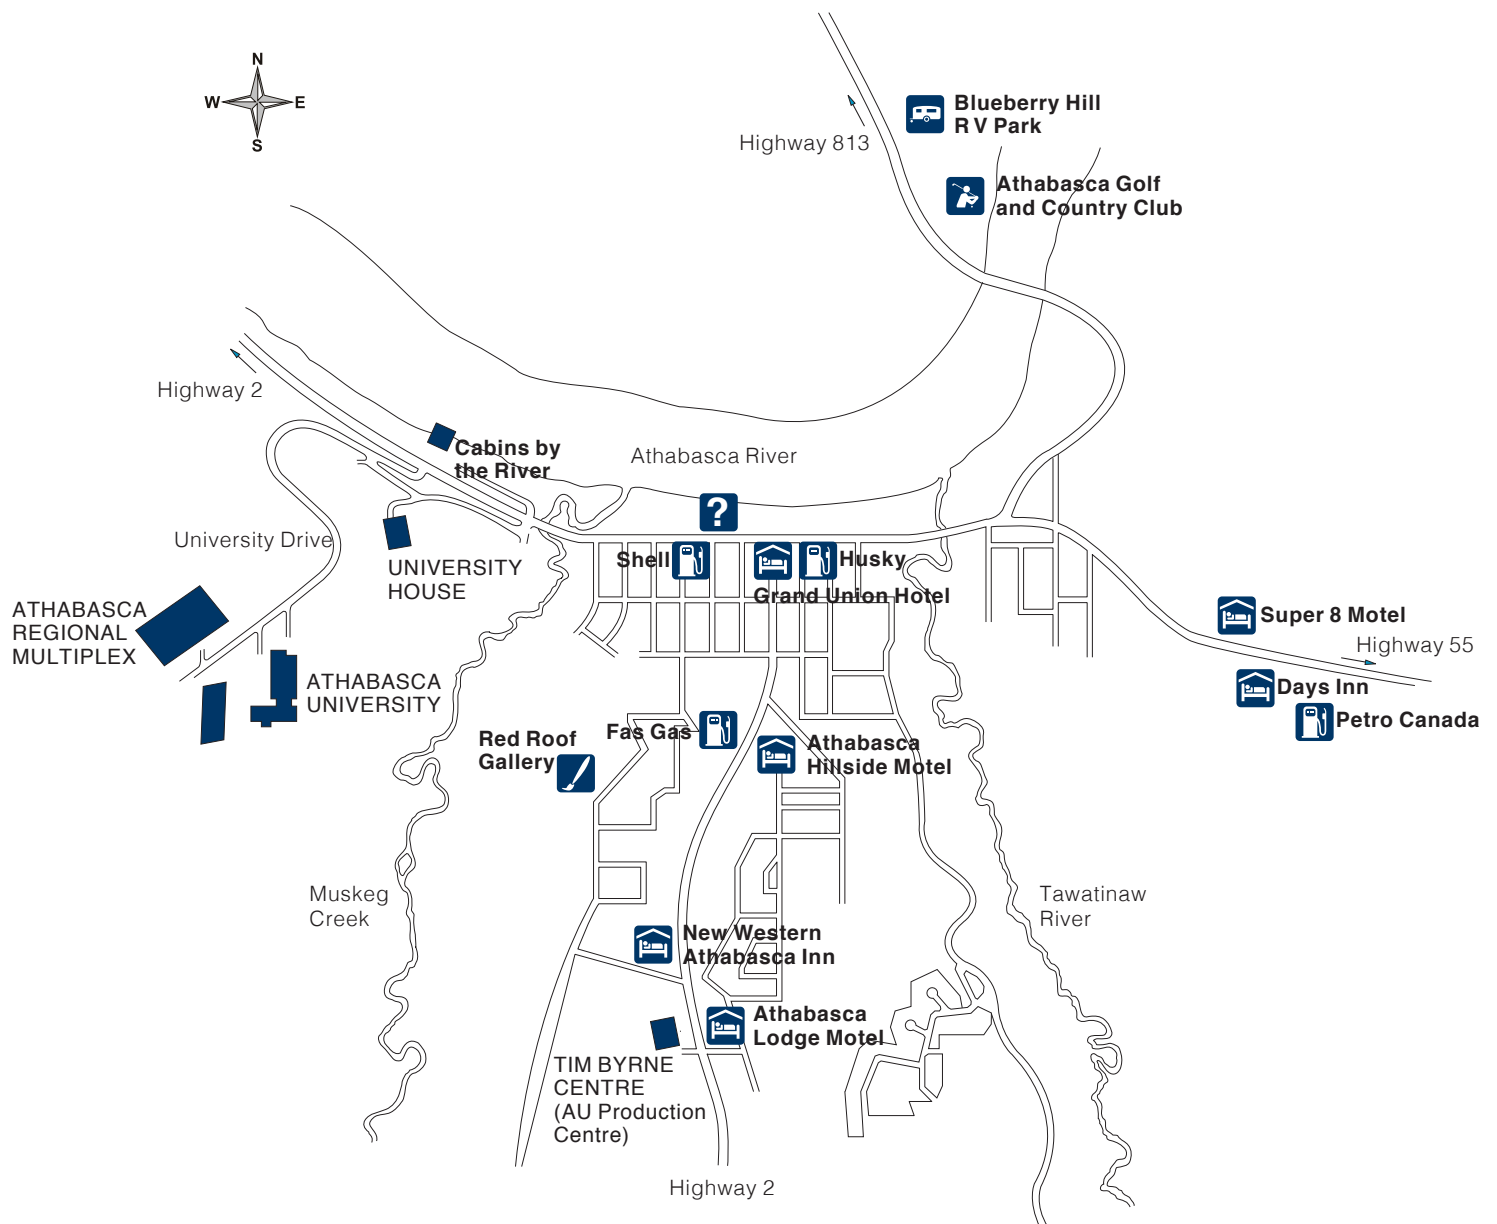 N
W
E
S
Blueberry Hill
R V Park
Highway 813
Athabasca Golf
and Country Club
Highway 2
Cabins by
the River
Athabasca River
?
University Drive
UNIVERSITY
HOUSE
Shell
Husky
Grand Union Hotel
ATHABASCA
REGIONAL
MULTIPLEX
Super 8 Motel
Highway 55
ATHABASCA
UNIVERSITY
Days Inn
Petro Canada
Red Roof
Gallery
Fas Gas
Athabasca
Hillside Motel
Muskeg
Creek
Tawatinaw
River
New Western
Athabasca Inn
Athabasca
Lodge Motel
TIM BYRNE
CENTRE
(AU Production
Centre)
Highway 2